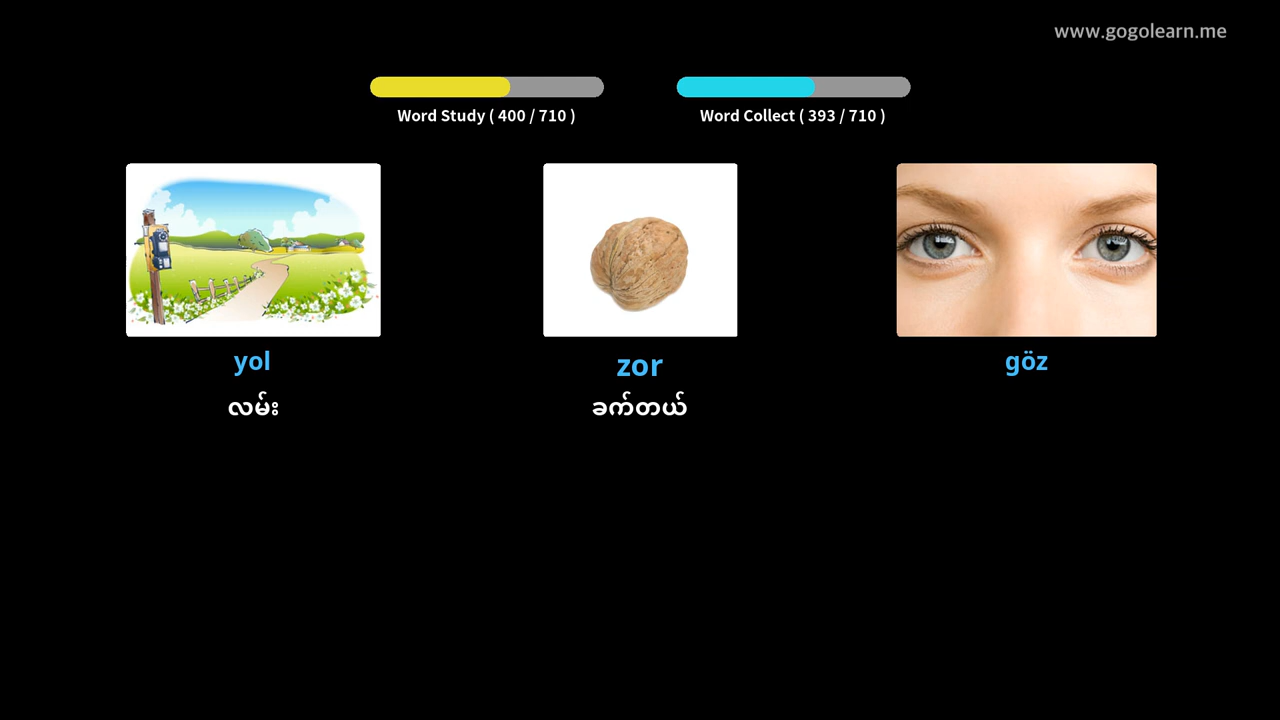 www.gogolearn.me
Word Study ( 400 / 710 )
Word Collect ( 393 / 710 )
yol
zor
göz
လမ်း
ခက်တယ်